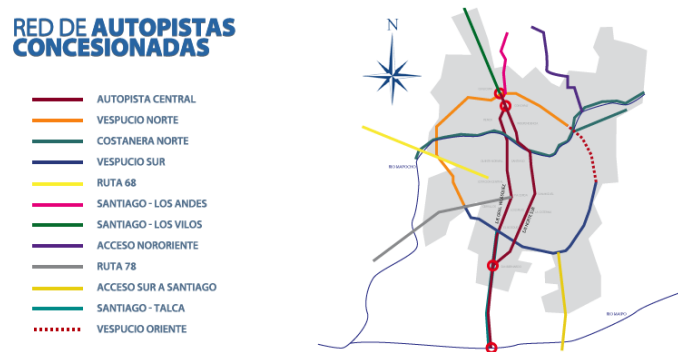 RED DE AUTOPISTAS
CONCESIONADAS
N
AUTOPISTA CENTRAL
VESPUCIO NORTE
COSTANERA NORTE
VESPUCIO SUR
RUTA 68
SANTIAGO - LOS ANDES
SANTIAGO - LOS VILOS
ACCESO NORORIENTE
RUTA 78
ACCESO SUR A SANTIAGO
SANTIAGO - TALCA
VESPUCIO ORIENTE
RIO MAPOCHO
RIO MAIPO